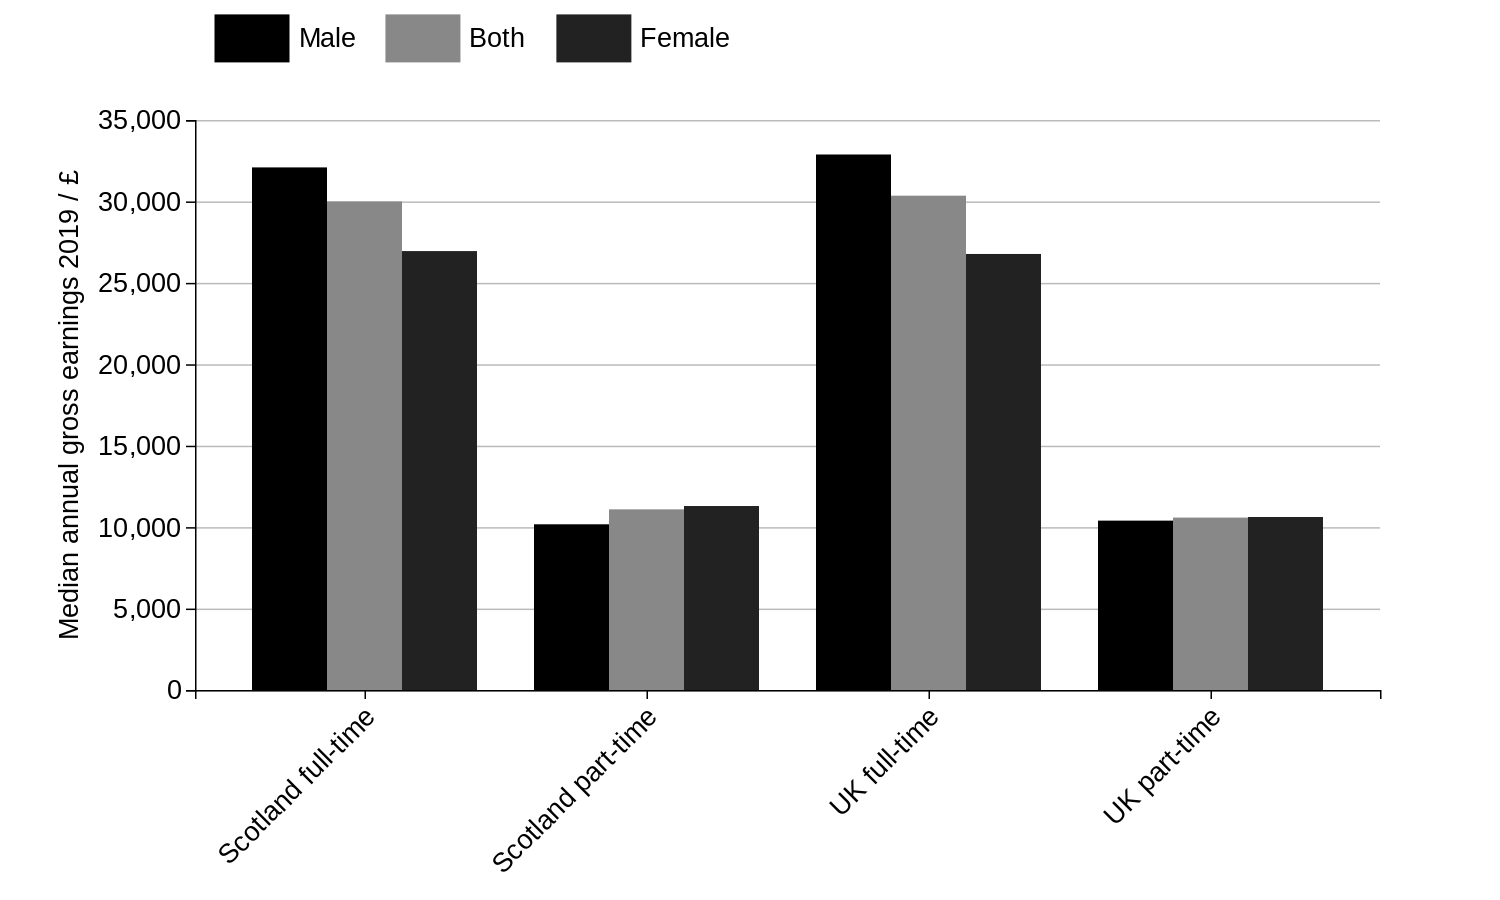 Male Both Female
Median annual gross earnings 2019 / £
35,000
30,000
25,000
20,000
15,000
10,000
5,000
0
Scotland full-time
Scotland part-time
UK full-time
UK part-time